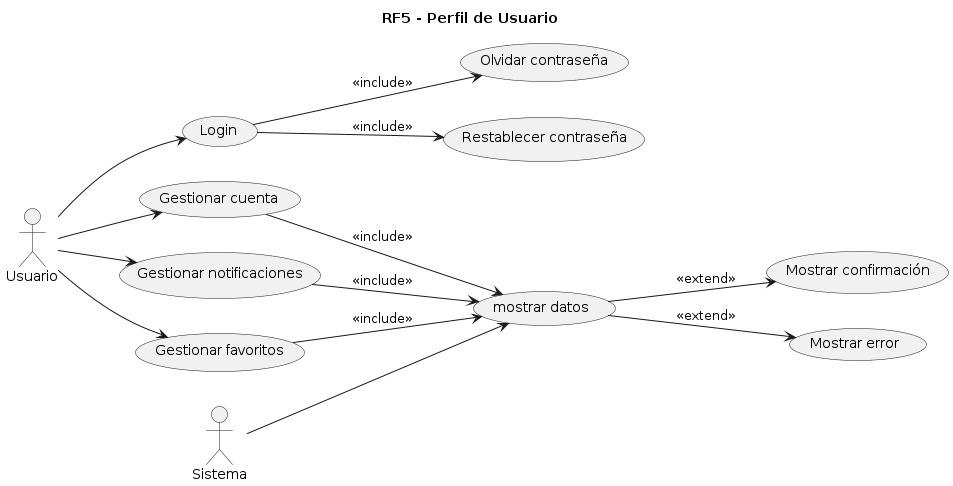 RF5 - Perfil de Usuario
Olvidar contraseña
«include»
Login
«include»
Restablecer contraseña
Gestionar cuenta
«include»
Usuario
Gestionar notificaciones
«include»
mostrar datos
«extend»
Mostrar confirmación
Gestionar favoritos
«include»
«extend»
Mostrar error
Sistema